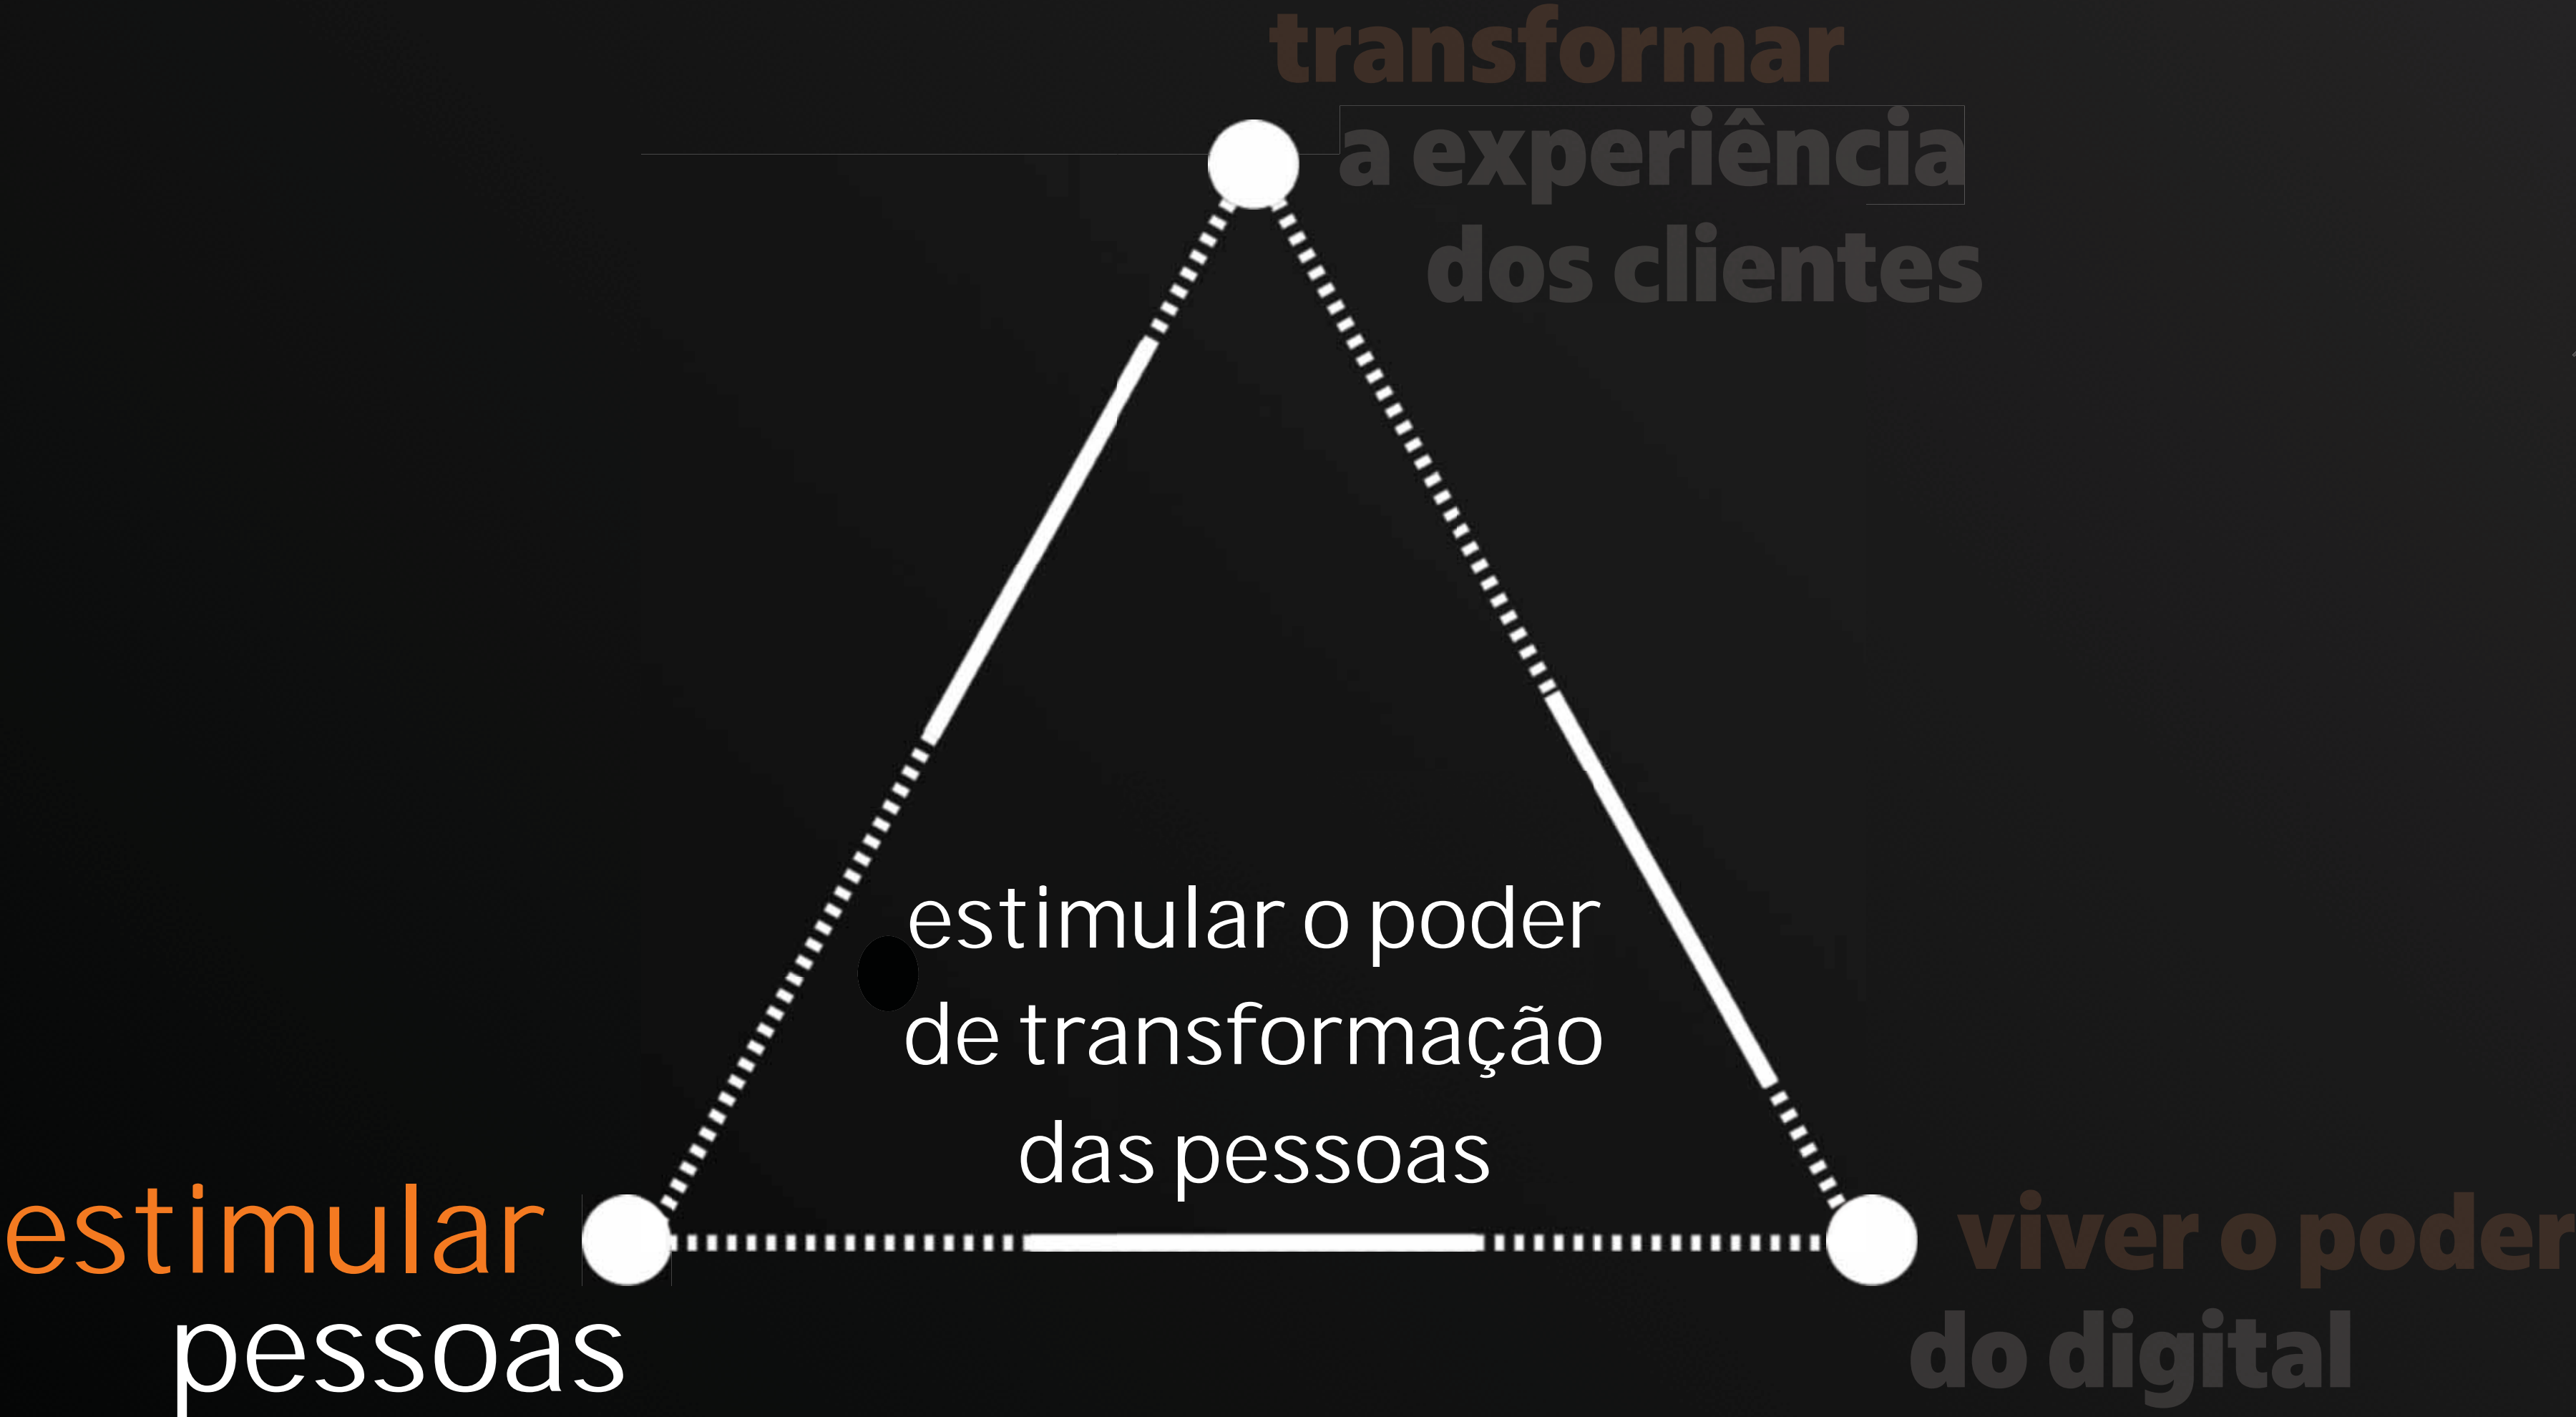 transformar
a experiência
dos clientes
estimular o poder
de transformação
das pessoas
estimular
pessoas
viver o poder
do digital